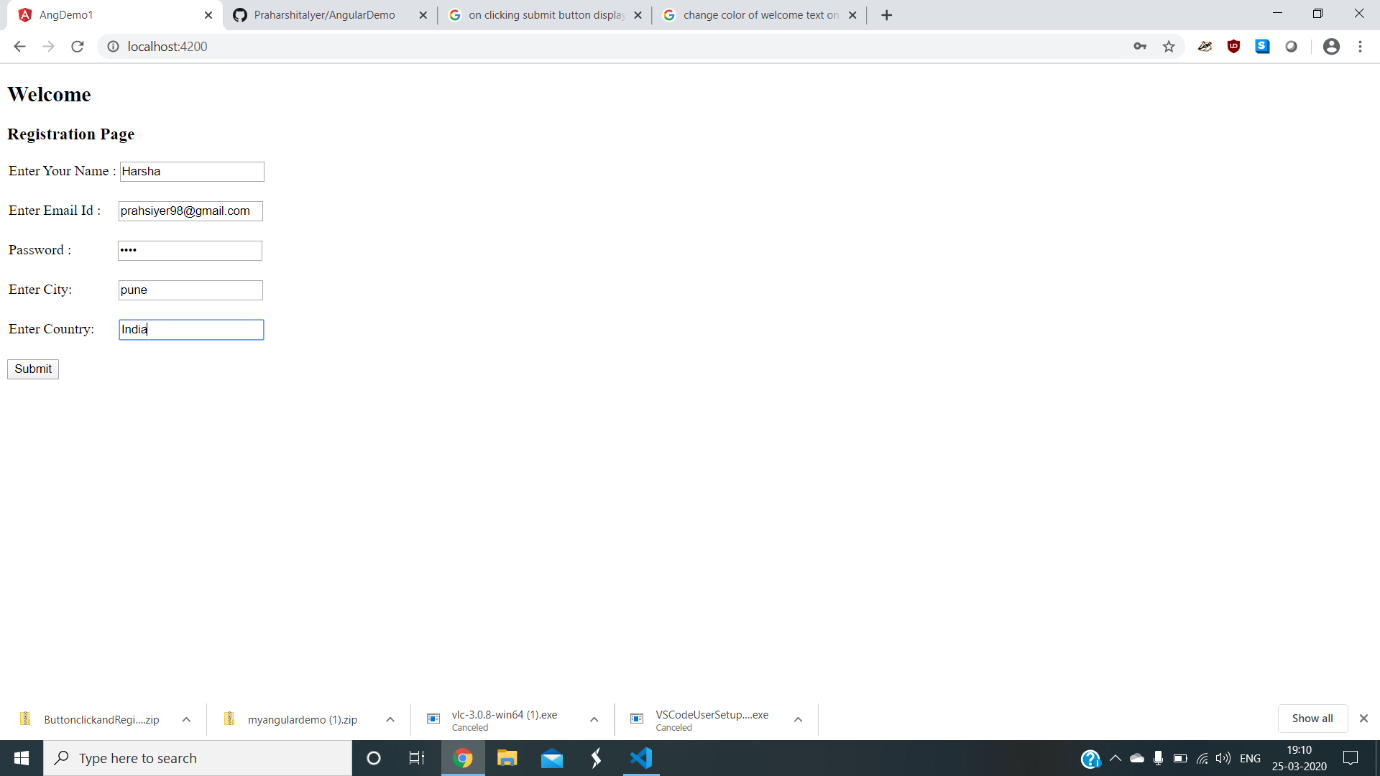 AngDemo1
PraharshitaIyer/AngularDemo
on clicking submit button display
change color of welcome text on
localhost:4200
Welcome
Registration Page
Enter Your Name : Harsha
Enter Email Id : prahsiyer98@gmail.com
Password : ••••
Enter City: pune
Enter Country: India
Submit
ButtonclickandRegi....zip
myangulardemo (1).zip
vlc-3.0.8-win64 (1).exe
Canceled
VSCodeUserSetup....exe
Canceled
Show all
Type here to search
ENG
19:10
25-03-2020